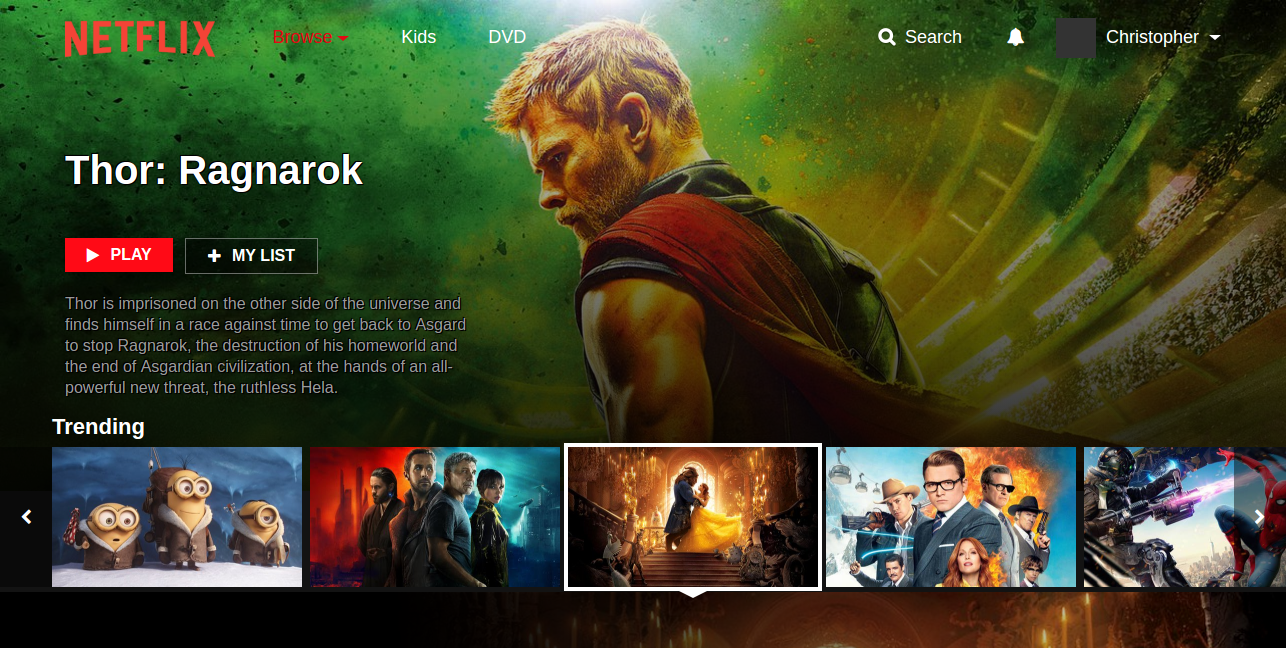 NETFLIX Browse Kids DVD Search Christopher
Thor: Ragnarok
PLAY MY LIST
Thor is imprisoned on the other side of the universe and
finds himself in a race against time to get back to Asgard
to stop Ragnarok, the destruction of his homeworld and
the end of Asgardian civilization, at the hands of an all-
powerful new threat, the ruthless Hela.
Trending